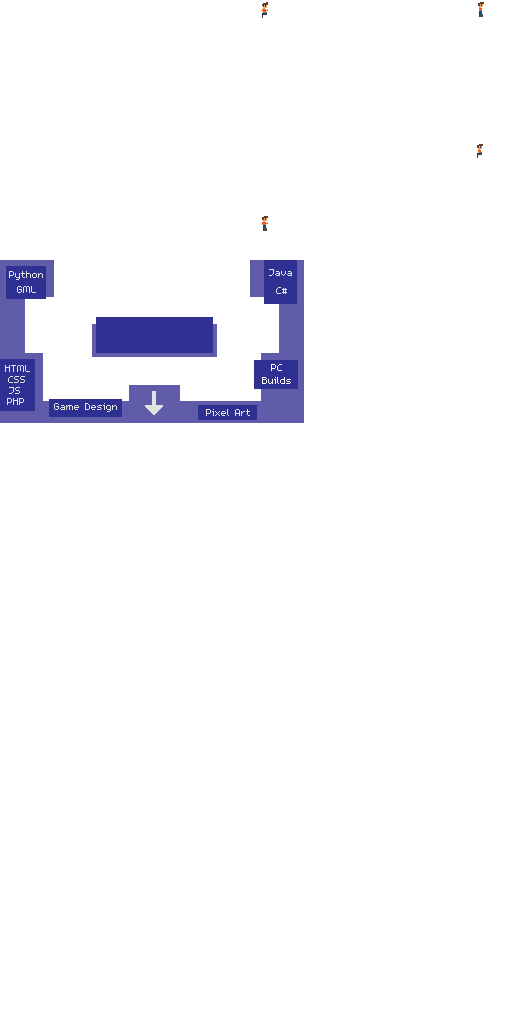 Python
GML
Java
C#
HTML
CSS
JS
PHP
PC
Builds
Game Design
Pixel Art